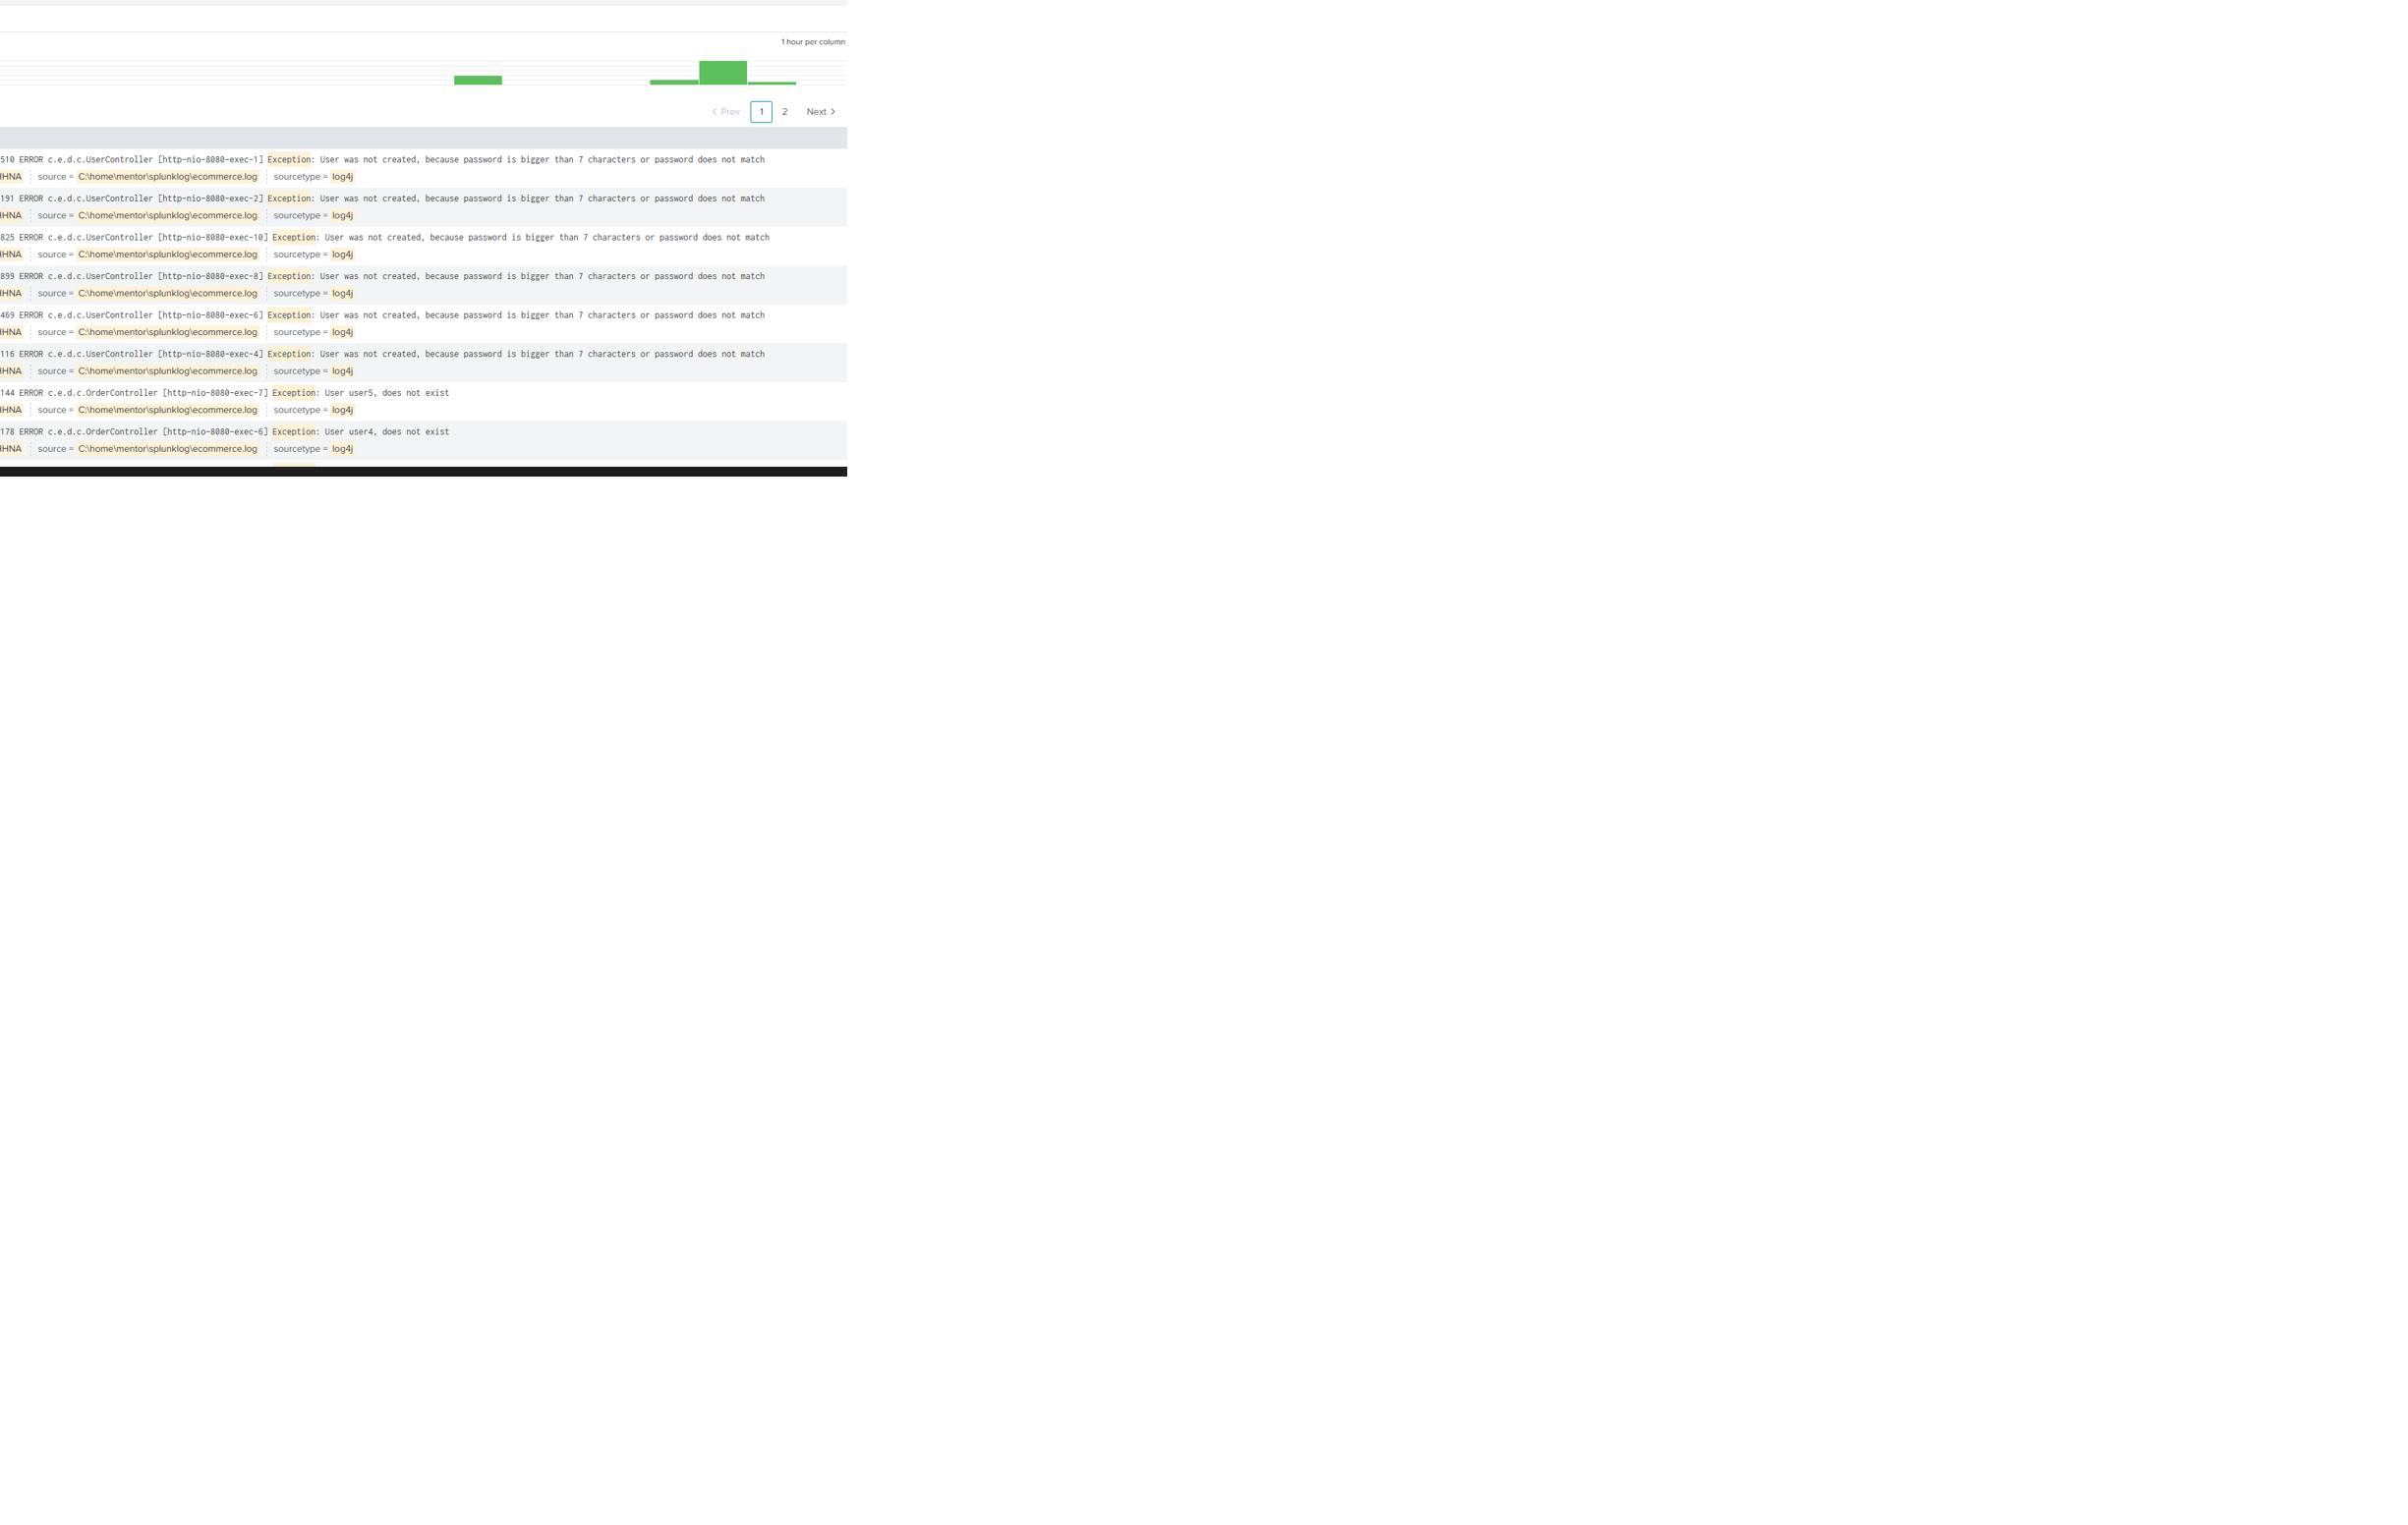 1 hour per column
Prev 1 2 Next
510 ERROR c.e.d.c.UserController [http-nio-8080-exec-1] Exception: User was not created, because password is bigger than 7 characters or password does not match
HNA source = C:\home\mentor\splunklog\ecommerce.log sourcetype = log4j
191 ERROR c.e.d.c.UserController [http-nio-8080-exec-2] Exception: User was not created, because password is bigger than 7 characters or password does not match
HNA source = C:\home\mentor\splunklog\ecommerce.log sourcetype = log4j
825 ERROR c.e.d.c.UserController [http-nio-8080-exec-10] Exception: User was not created, because password is bigger than 7 characters or password does not match
HNA source = C:\home\mentor\splunklog\ecommerce.log sourcetype = log4j
899 ERROR c.e.d.c.UserController [http-nio-8080-exec-8] Exception: User was not created, because password is bigger than 7 characters or password does not match
HNA source = C:\home\mentor\splunklog\ecommerce.log sourcetype = log4j
469 ERROR c.e.d.c.UserController [http-nio-8080-exec-6] Exception: User was not created, because password is bigger than 7 characters or password does not match
HNA source = C:\home\mentor\splunklog\ecommerce.log sourcetype = log4j
116 ERROR c.e.d.c.UserController [http-nio-8080-exec-4] Exception: User was not created, because password is bigger than 7 characters or password does not match
HNA source = C:\home\mentor\splunklog\ecommerce.log sourcetype = log4j
144 ERROR c.e.d.c.OrderController [http-nio-8080-exec-7] Exception: User user5, does not exist
HNA source = C:\home\mentor\splunklog\ecommerce.log sourcetype = log4j
178 ERROR c.e.d.c.OrderController [http-nio-8080-exec-6] Exception: User user4, does not exist
HNA source = C:\home\mentor\splunklog\ecommerce.log sourcetype = log4j